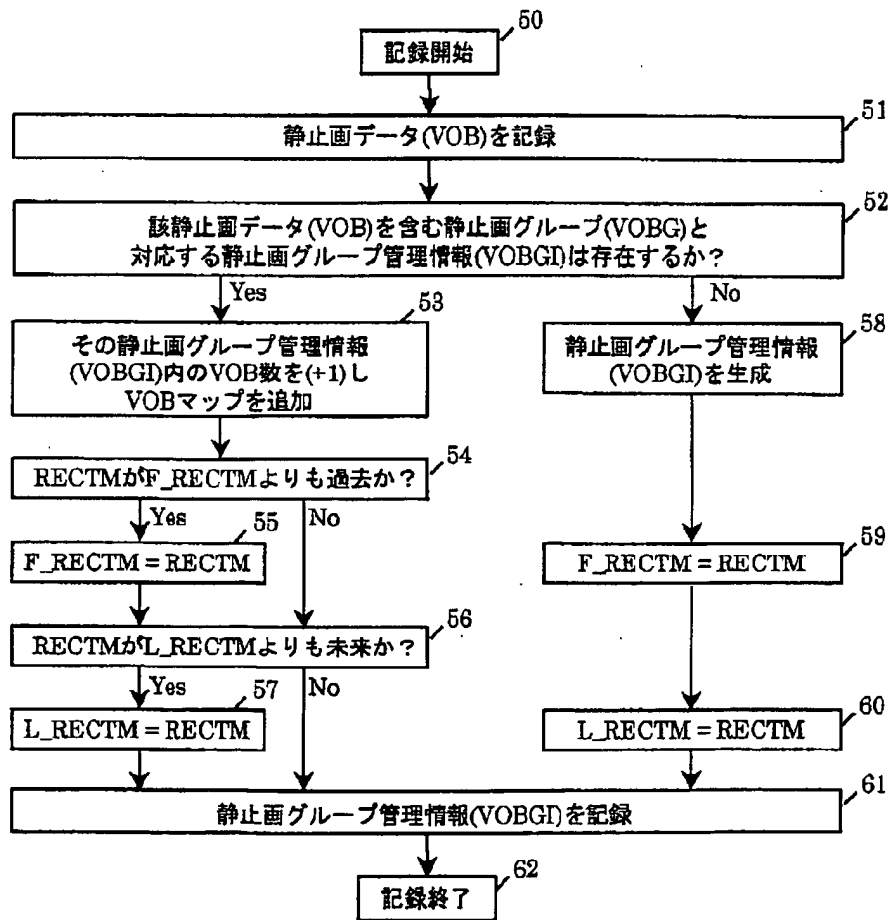 50
記録開始
51
静止画データ(VOB)を記録
52
該静止画データ(VOB)を含む静止画グループ(VOBG)と
対応する静止画グループ管理情報(VOBGI)は存在するか?
Yes
No
53
その静止画グループ管理情報
(VOBGI)内のVOB数を(+1)し
VOBマップを追加
58
静止画グループ管理情報
(VOBGI)を生成
54
RECTMがF_RECTMよりも過去か?
Yes
No
55
F_RECTM = RECTM
59
F_RECTM = RECTM
56
RECTMがL_RECTMよりも未来か?
Yes
No
57
L_RECTM = RECTM
60
L_RECTM = RECTM
61
静止画グループ管理情報(VOBGI)を記録
62
記録終了